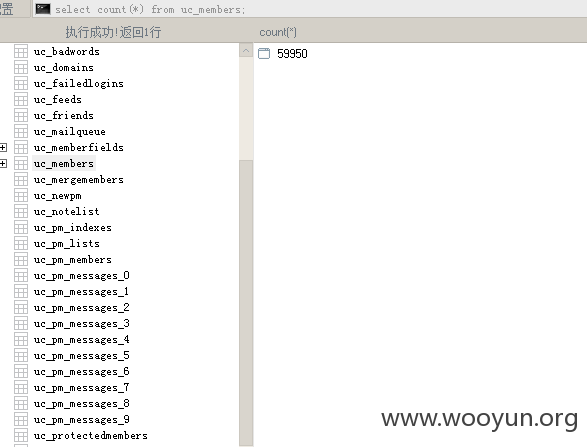 配置
select count(*) from uc_members;
执行成功!返回1行
count(*)
59950
uc_badwords
uc_domains
uc_failedlogins
uc_feeds
uc_friends
uc_mailqueue
uc_memberfields
uc_members
uc_mergemembers
uc_newpm
uc_notelist
uc_pm_indexes
uc_pm_lists
uc_pm_members
uc_pm_messages_0
uc_pm_messages_1
uc_pm_messages_2
uc_pm_messages_3
uc_pm_messages_4
uc_pm_messages_5
uc_pm_messages_6
uc_pm_messages_7
uc_pm_messages_8
uc_pm_messages_9
uc_protectedmembers
www.wooyun.org